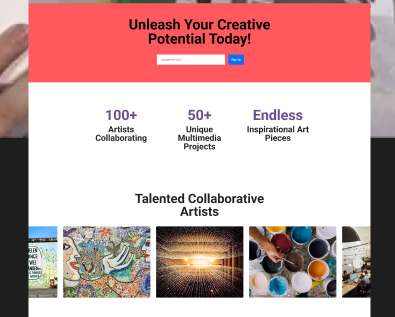 Unleash Your Creative
Potential Today!
Sign up
100+
50+
Endless
Artists
Collaborating
Unique
Multimedia
Projects
Inspirational Art
Pieces
Talented Collaborative
Artists